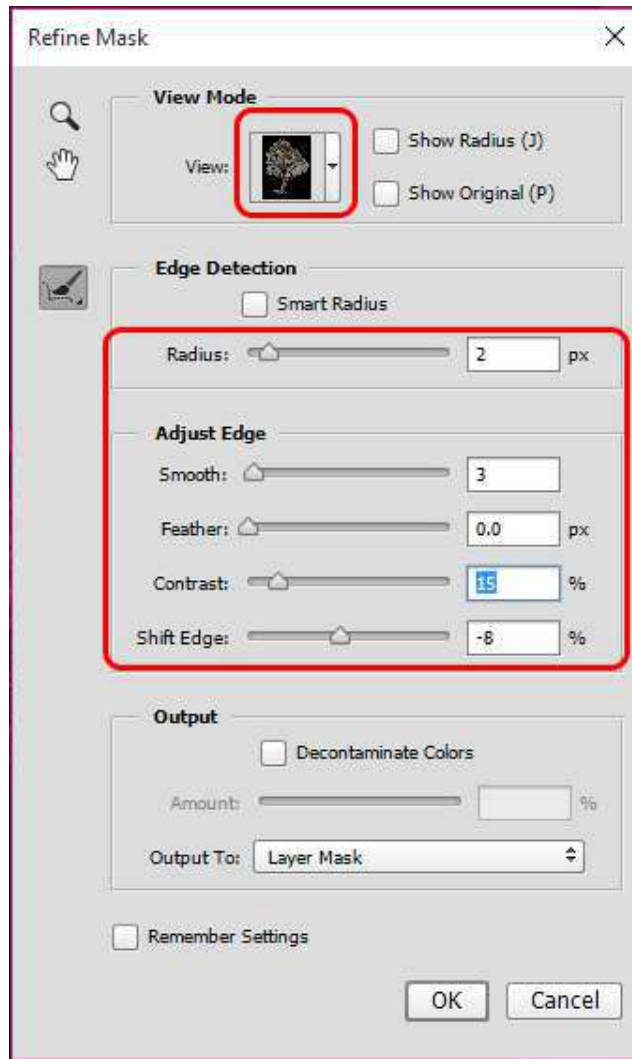 Refine Mask
View Mode
View:
Show Radius (J)
Show Original (P)
Edge Detection
Smart Radius
Radius: 2 px
Adjust Edge
Smooth: 3
Feather: 0.0 px
Contrast: 15 %
Shift Edge: -8 %
Output
Decontaminate Colors
Amount: %
Output To: Layer Mask
Remember Settings
OK Cancel